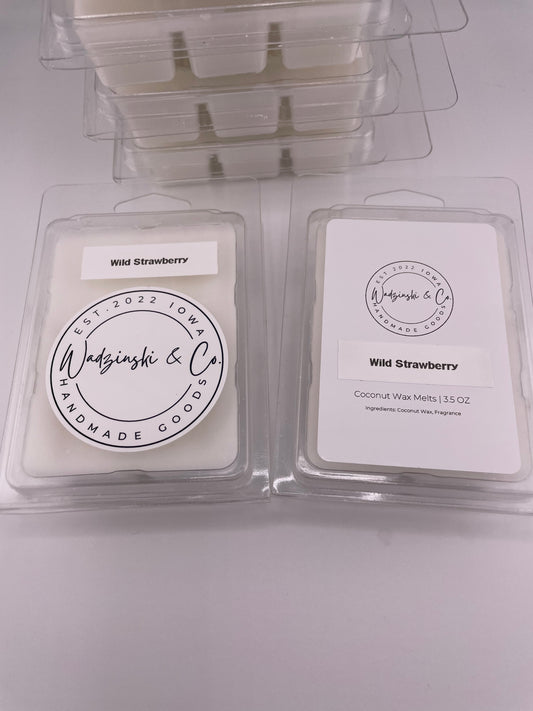 Wild Strawberry
EST. 2022 IOWA
Wadzinski & Co.
HANDMADE GOODS
EST 2022 IOWA
Wadzinski & Co.
HANDMADE GOODS
Wild Strawberry
Coconut Wax Melts | 3.5 OZ
Ingredients: Coconut Wax, Fragrance